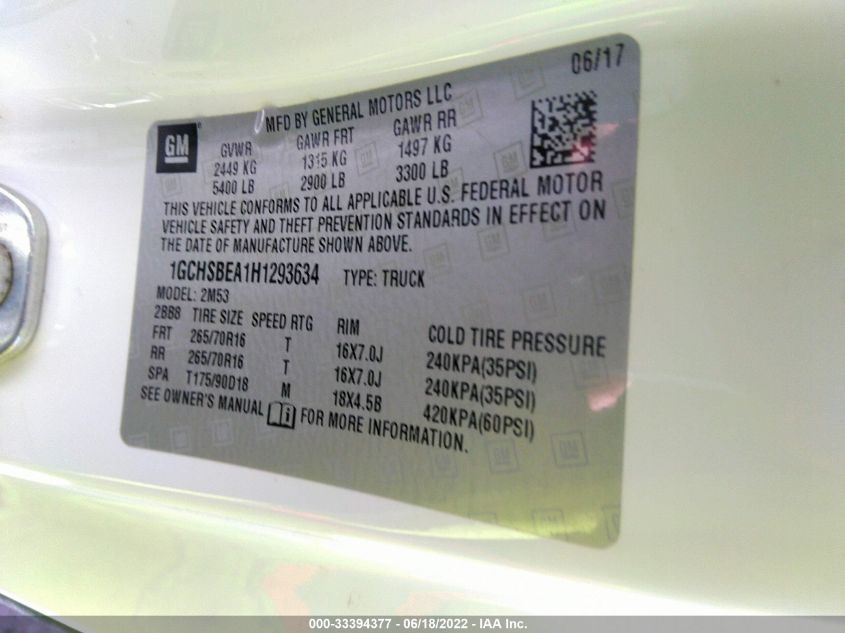 06/17
GM
MFD BY GENERAL MOTORS LLC
GVWR GAWR FRT GAWR RR
2449 KG 1315 KG 1497 KG
5400 LB 2900 LB 3300 LB
THIS VEHICLE CONFORMS TO ALL APPLICABLE U.S. FEDERAL MOTOR
VEHICLE SAFETY AND THEFT PREVENTION STANDARDS IN EFFECT ON
THE DATE OF MANUFACTURE SHOWN ABOVE.
1GCHSBEA1H1293634 TYPE: TRUCK
MODEL: 2M53
2BB8 TIRE SIZE SPEED RTG RIM COLD TIRE PRESSURE
FRT 265/70R16 T 16X7.0J 240KPA(35PSI)
RR 265/70R16 T 16X7.0J 240KPA(35PSI)
SPA T175/90D18 M 18X4.5B 420KPA(60PSI)
SEE OWNER'S MANUAL FOR MORE INFORMATION.
000-33394377 - 06/18/2022 - IAA Inc.